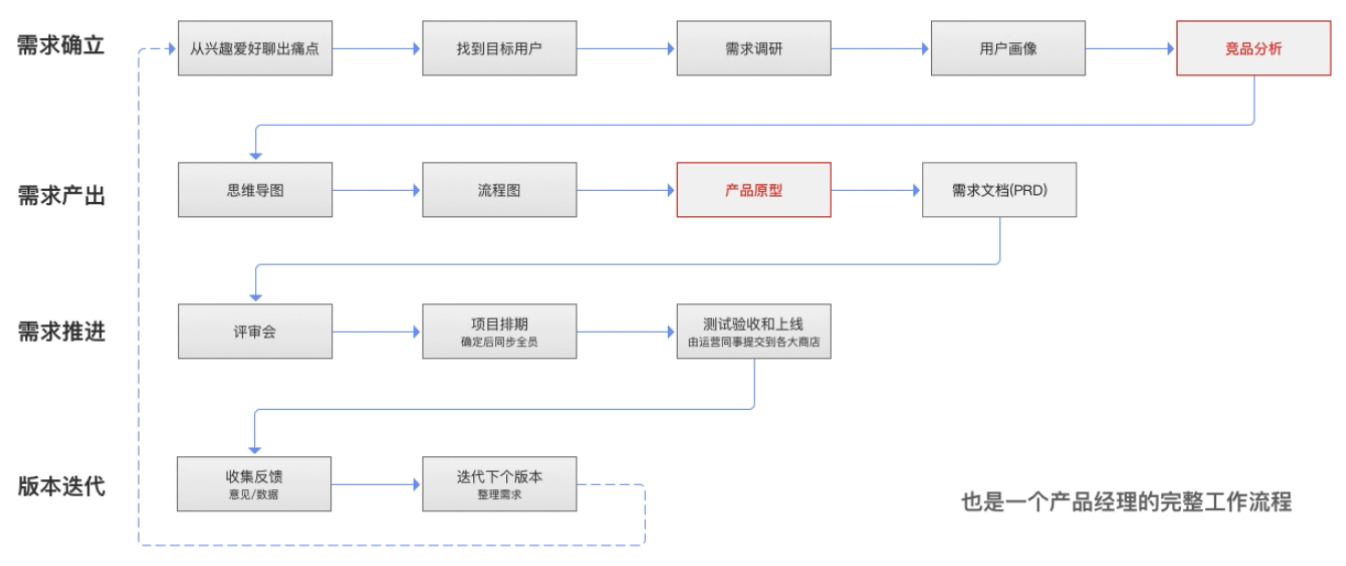 需求确立
从兴趣爱好聊出痛点
找到目标用户
需求调研
用户画像
竞品分析
需求产出
思维导图
流程图
产品原型
需求文档(PRD)
需求推进
评审会
项目排期
确定后同步全员
测试验收和上线
由运营同事提交到各大商店
版本迭代
收集反馈
意见/数据
迭代下个版本
整理需求
也是一个产品经理的完整工作流程